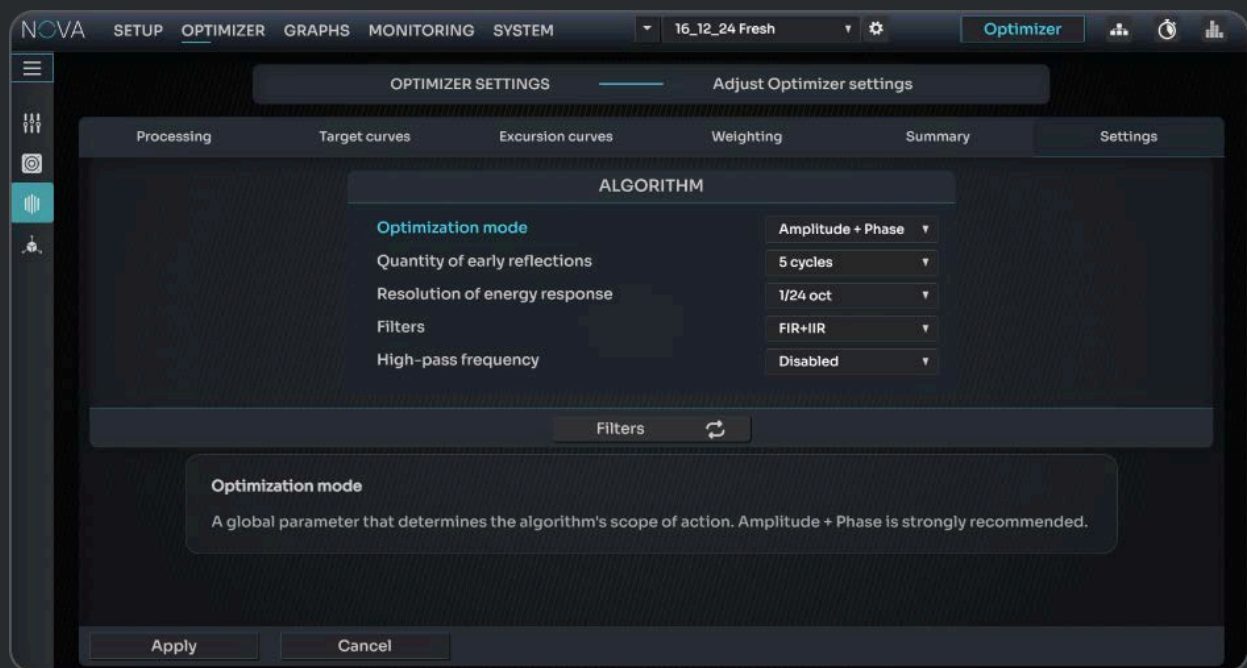 NOVA SETUP OPTIMIZER GRAPHS MONITORING SYSTEM 16_12_24 Fresh Optimizer
OPTIMIZER SETTINGS Adjust Optimizer settings
Processing Target curves Excursion curves Weighting Summary Settings
ALGORITHM
Optimization mode Amplitude + Phase
Quantity of early reflections 5 cycles
Resolution of energy response 1/24 oct
Filters FIR+IIR
High-pass frequency Disabled
Filters
Optimization mode
A global parameter that determines the algorithm's scope of action. Amplitude + Phase is strongly recommended.
Apply Cancel